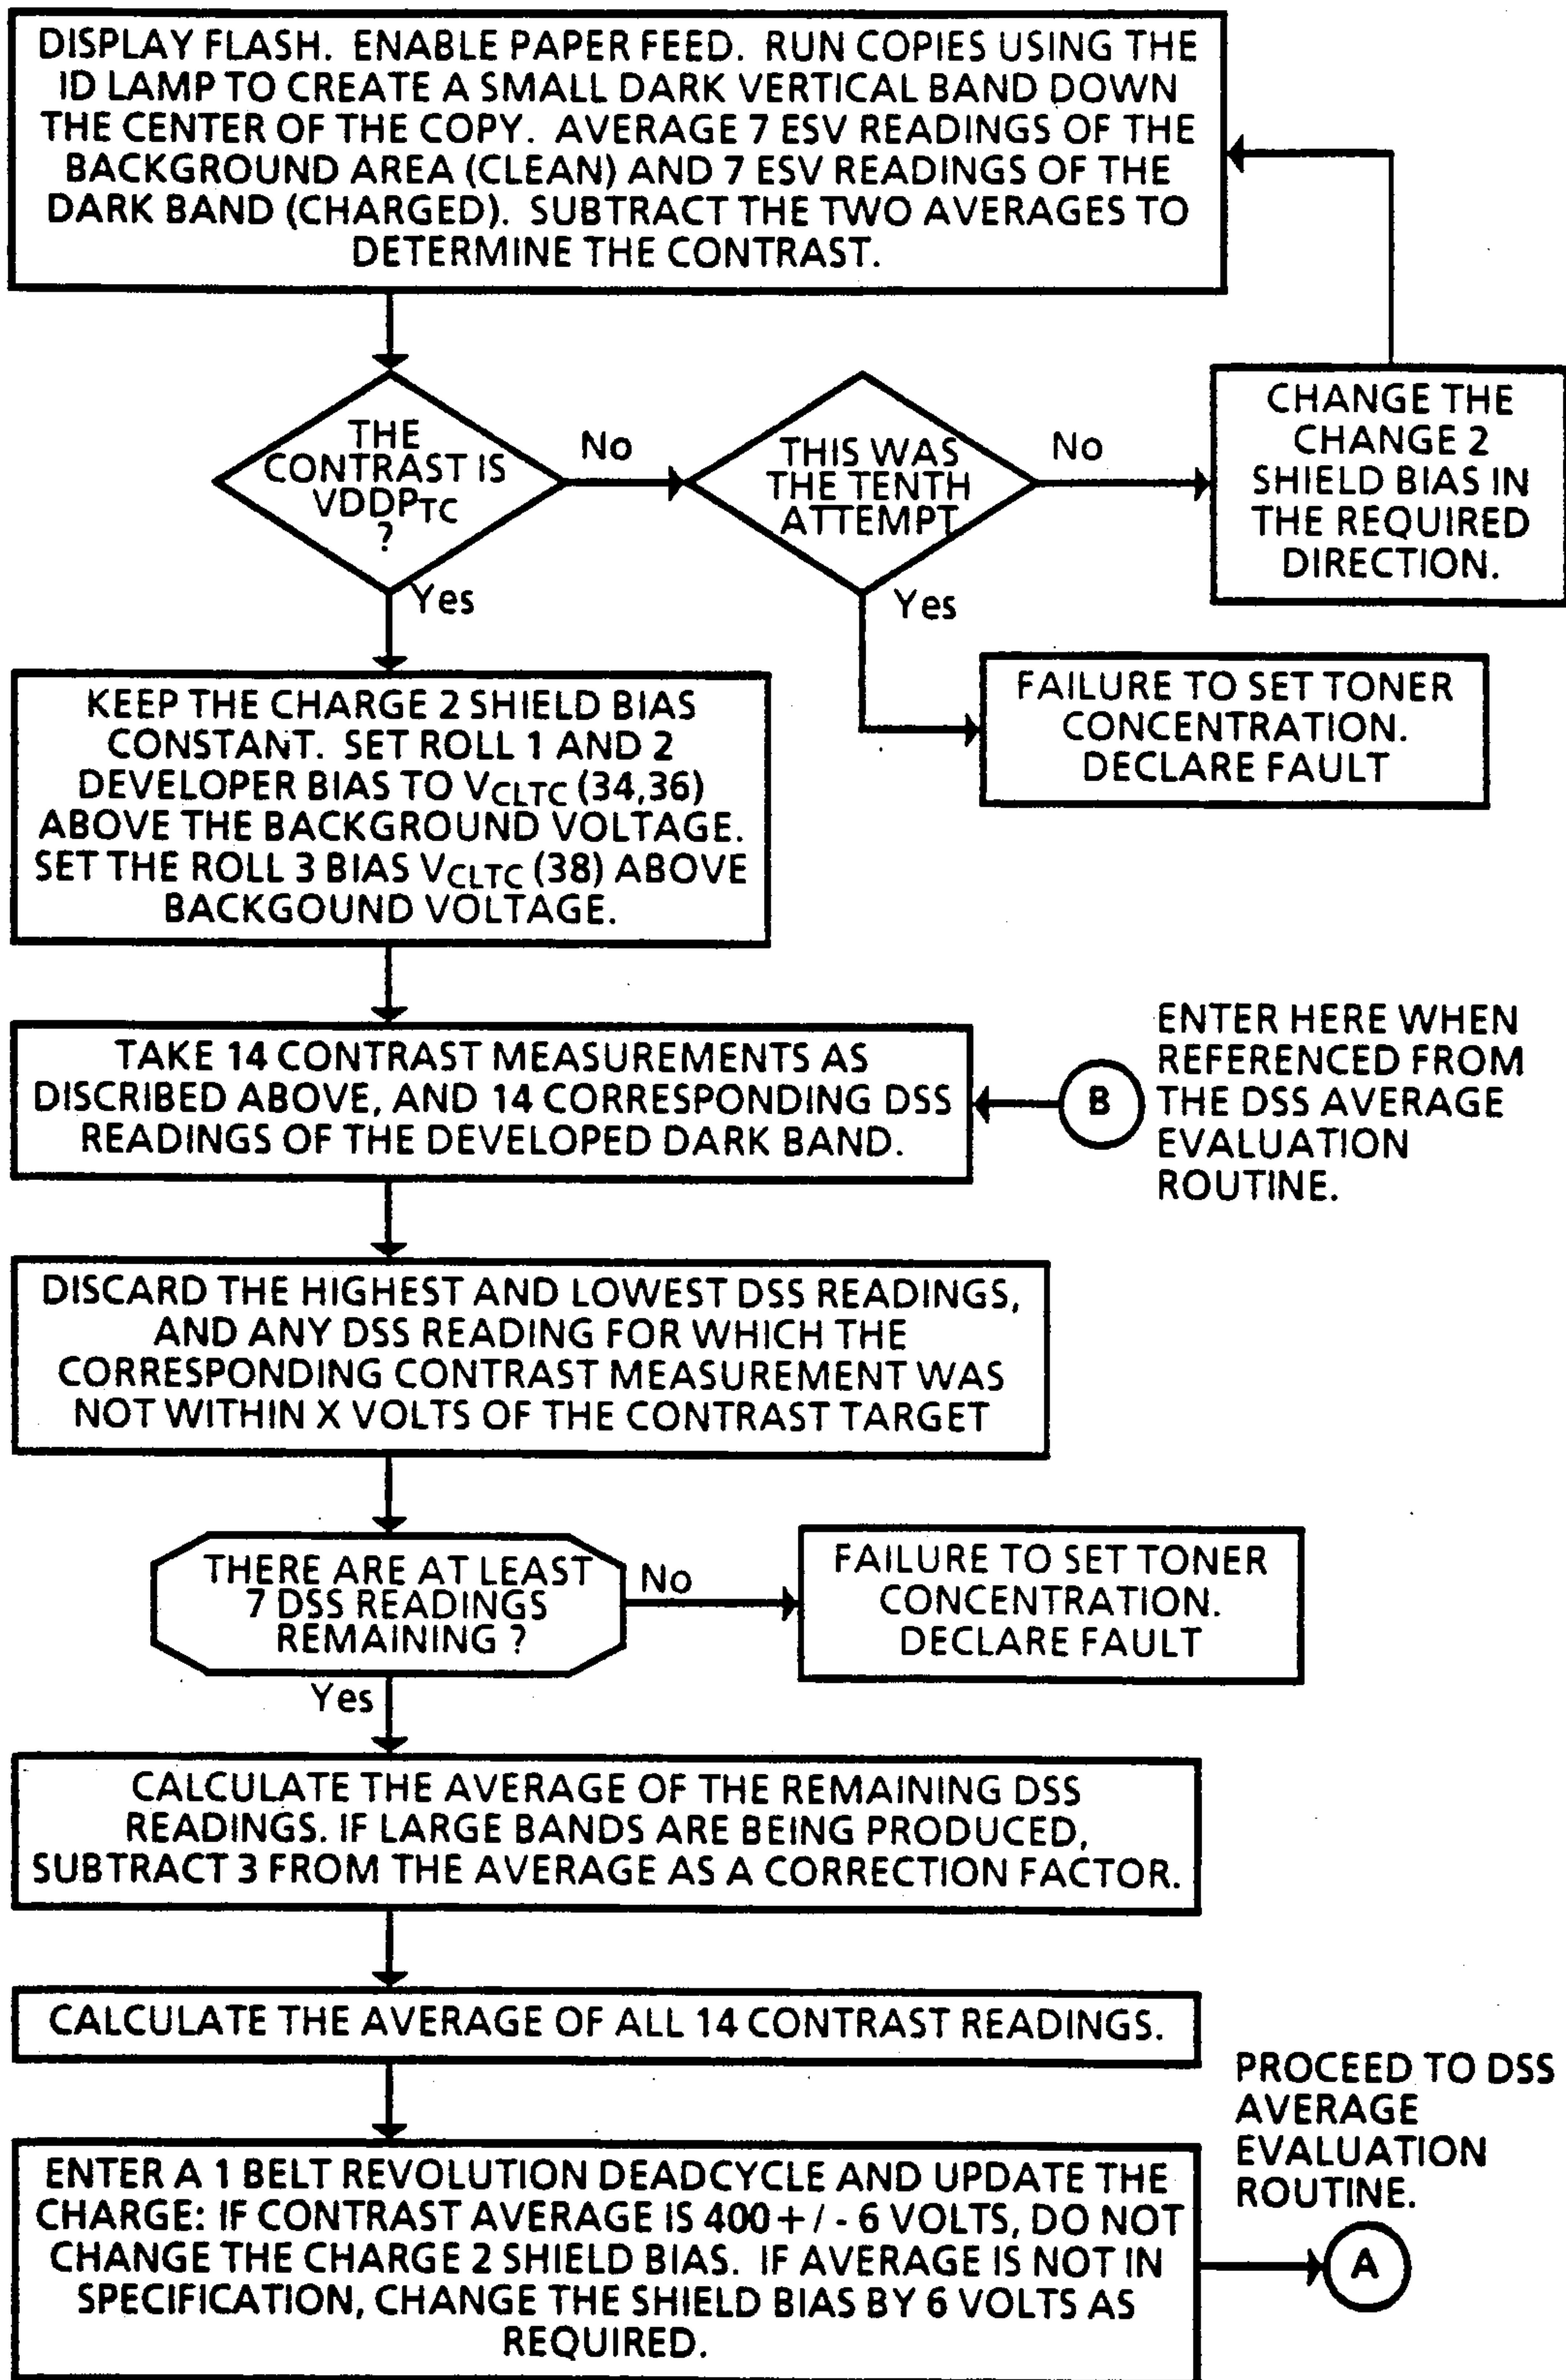 DISPLAY FLASH. ENABLE PAPER FEED. RUN COPIES USING THE
ID LAMP TO CREATE A SMALL DARK VERTICAL BAND DOWN
THE CENTER OF THE COPY. AVERAGE 7 ESV READINGS OF THE
BACKGROUND AREA (CLEAN) AND 7 ESV READINGS OF THE
DARK BAND (CHARGED). SUBTRACT THE TWO AVERAGES TO
DETERMINE THE CONTRAST.
THE
CONTRAST IS
VDDPTC
?
No
Yes
THIS WAS
THE TENTH
ATTEMPT
No
Yes
CHANGE THE
CHANGE 2
SHIELD BIAS IN
THE REQUIRED
DIRECTION.
FAILURE TO SET TONER
CONCENTRATION.
DECLARE FAULT
KEEP THE CHARGE 2 SHIELD BIAS
CONSTANT. SET ROLL 1 AND 2
DEVELOPER BIAS TO VCLTC (34,36)
ABOVE THE BACKGROUND VOLTAGE.
SET THE ROLL 3 BIAS VCLTC (38) ABOVE
BACKGOUND VOLTAGE.
TAKE 14 CONTRAST MEASUREMENTS AS
DISCRIBED ABOVE, AND 14 CORRESPONDING DSS
READINGS OF THE DEVELOPED DARK BAND.
B
ENTER HERE WHEN
REFERENCED FROM
THE DSS AVERAGE
EVALUATION
ROUTINE.
DISCARD THE HIGHEST AND LOWEST DSS READINGS,
AND ANY DSS READING FOR WHICH THE
CORRESPONDING CONTRAST MEASUREMENT WAS
NOT WITHIN X VOLTS OF THE CONTRAST TARGET
THERE ARE AT LEAST
7 DSS READINGS
REMAINING ?
No
Yes
FAILURE TO SET TONER
CONCENTRATION.
DECLARE FAULT
CALCULATE THE AVERAGE OF THE REMAINING DSS
READINGS. IF LARGE BANDS ARE BEING PRODUCED,
SUBTRACT 3 FROM THE AVERAGE AS A CORRECTION FACTOR.
CALCULATE THE AVERAGE OF ALL 14 CONTRAST READINGS.
ENTER A 1 BELT REVOLUTION DEADCYCLE AND UPDATE THE
CHARGE: IF CONTRAST AVERAGE IS 400 + / - 6 VOLTS, DO NOT
CHANGE THE CHARGE 2 SHIELD BIAS. IF AVERAGE IS NOT IN
SPECIFICATION, CHANGE THE SHIELD BIAS BY 6 VOLTS AS
REQUIRED.
PROCEED TO DSS
AVERAGE
EVALUATION
ROUTINE.
A